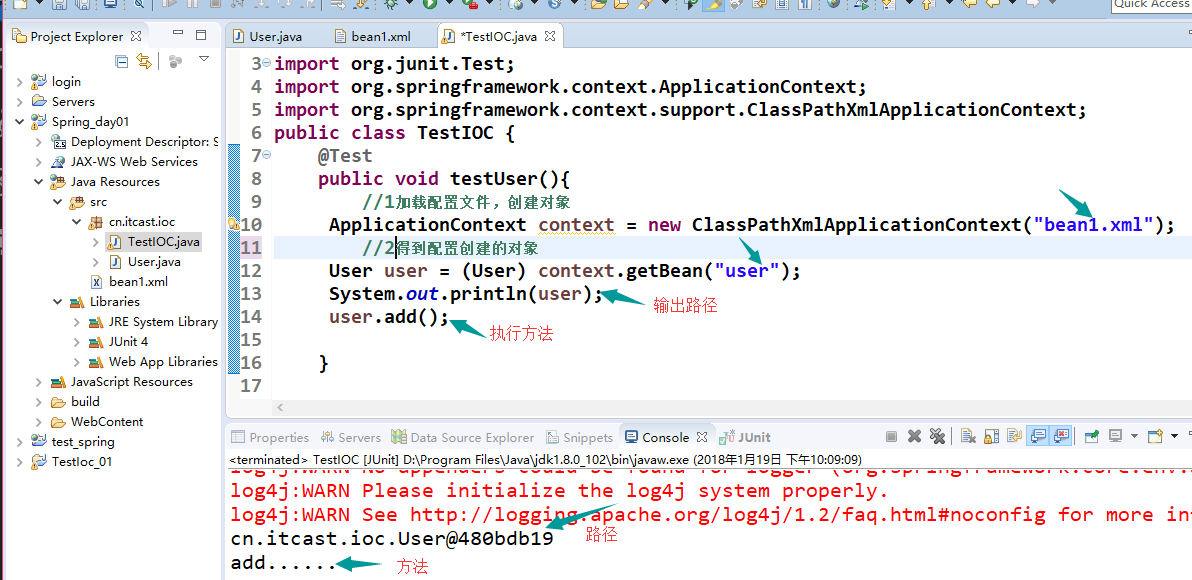 Quick Access
Project Explorer
User.java
bean1.xml
*TestIOC.java
login
Servers
Spring_day01
Deployment Descriptor: S
JAX-WS Web Services
Java Resources
src
cn.itcast.ioc
TestIOC.java
User.java
bean1.xml
Libraries
JRE System Library
JUnit 4
Web App Libraries
JavaScript Resources
build
WebContent
test_spring
TestIoc_01
3 import org.junit.Test;
4 import org.springframework.context.ApplicationContext;
5 import org.springframework.context.support.ClassPathXmlApplicationContext;
6 public class TestIOC {
7 @Test
8 public void testUser(){
9 //1加载配置文件，创建对象
10 ApplicationContext context = new ClassPathXmlApplicationContext("bean1.xml");
11 //2得到配置创建的对象
12 User user = (User) context.getBean("user");
13 System.out.println(user);
输出路径
14 user.add();
执行方法
15
16 }
17
Properties
Servers
Data Source Explorer
Snippets
Console
JUnit
<terminated> TestIOC [JUnit] D:\Program Files\Java\jdk1.8.0_102\bin\javaw.exe (2018年1月19日 下午10:09:09)
log4j:WARN No appenders could be found for logger (org.springframework.core.env.
log4j:WARN Please initialize the log4j system properly.
log4j:WARN See http://logging.apache.org/log4j/1.2/faq.html#noconfig for more in
cn.itcast.ioc.User@480bdb19
路径
add......
方法